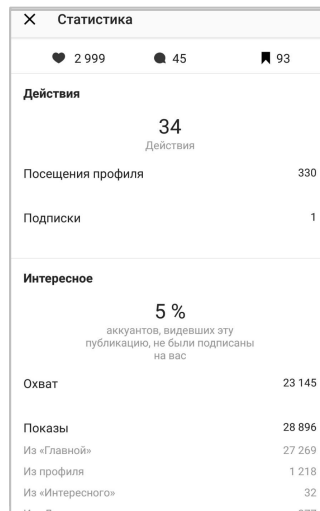 Статистика
2 999 45 93
Действия
34
Действия
Посещения профиля 330
Подписки 1
Интересное
5 %
аккуантов, видевших эту
публикацию, не были подписаны
на вас
Охват 23 145
Показы 28 896
Из «Главной» 27 269
Из профиля 1 218
Из «Интересного» 32